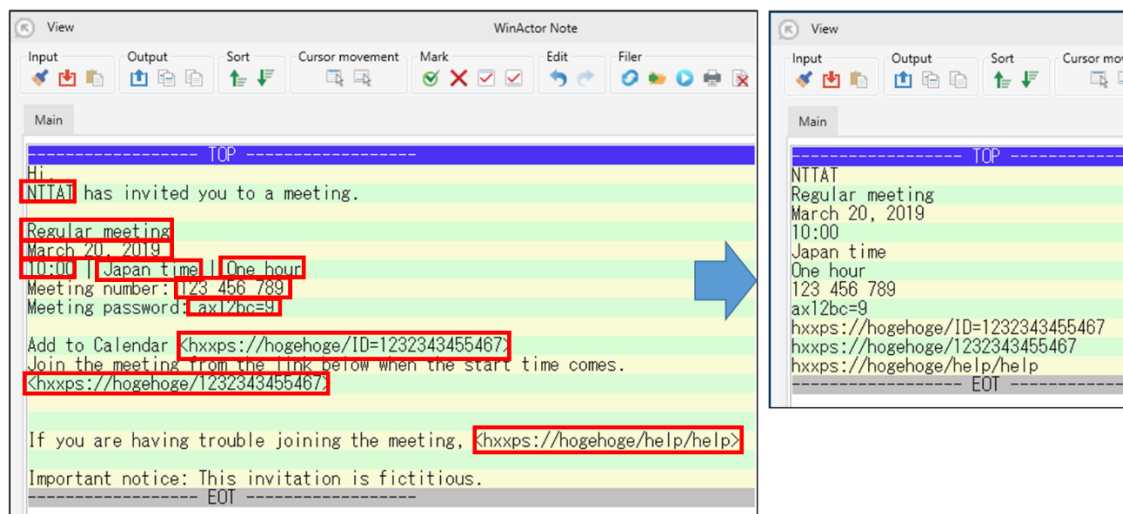 View
WinActor Note
Input Output Sort Cursor movement Mark Edit Filer
Main
------------------ TOP ------------------
Hi.
NTTAT has invited you to a meeting.
Regular meeting
March 20, 2019
10:00 | Japan time | One hour
Meeting number: 123 456 789
Meeting password: ax12bc=9
Add to Calendar <hxxps://hogehoge/ID=1232343455467>
Join the meeting from the link below when the start time comes.
<hxxps://hogehoge/1232343455467>
If you are having trouble joining the meeting, <hxxps://hogehoge/help/help>
Important notice: This invitation is fictitious.
------------------ EOT ------------------
View
Input Output Sort Cursor mov
Main
------------------ TOP ------------
NTTAT
Regular meeting
March 20, 2019
10:00
Japan time
One hour
123 456 789
ax12bc=9
hxxps://hogehoge/ID=1232343455467
hxxps://hogehoge/1232343455467
hxxps://hogehoge/help/help
------------------ EOT ------------